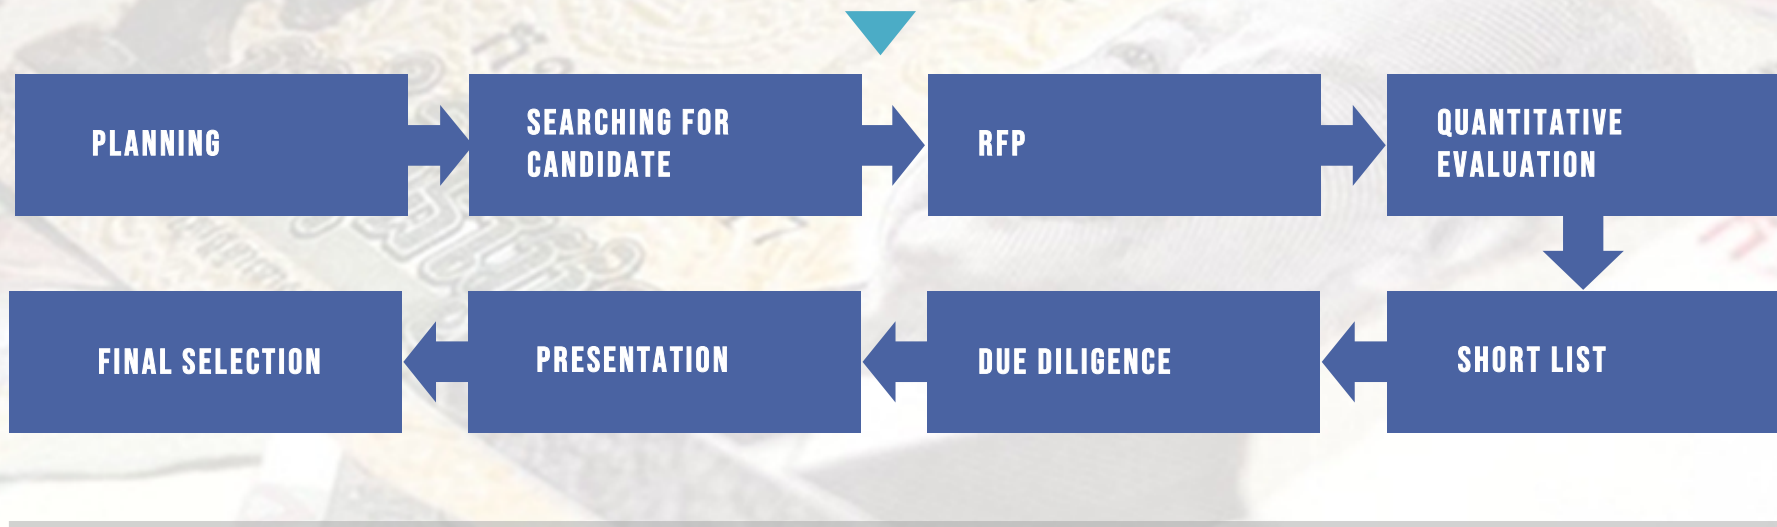 PLANNING
SEARCHING FOR
CANDIDATE
RFP
QUANTITATIVE
EVALUATION
SHORT LIST
DUE DILIGENCE
PRESENTATION
FINAL SELECTION